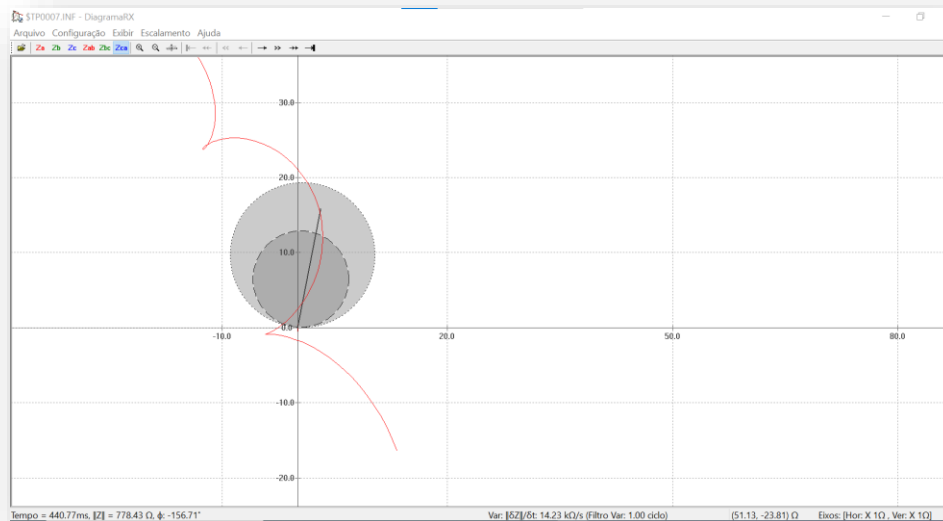 $TP0007.INF - DiagramaRX
Arquivo Configuração Exibir Escalamento Ajuda
Za Zb Zc Zab Zbc Zca
30.0
20.0
10.0
0.0
-10.0 20.0 50.0 80.0
-10.0
-20.0
Tempo = 440.77ms, ||Z|| = 778.43 Ω, ϕ: -156.71° Var: ||δZ||/δt: 14.23 kΩ/s (Filtro Var: 1.00 ciclo) (51.13, -23.81) Ω Eixos: [Hor: X 1Ω , Ver: X 1Ω]